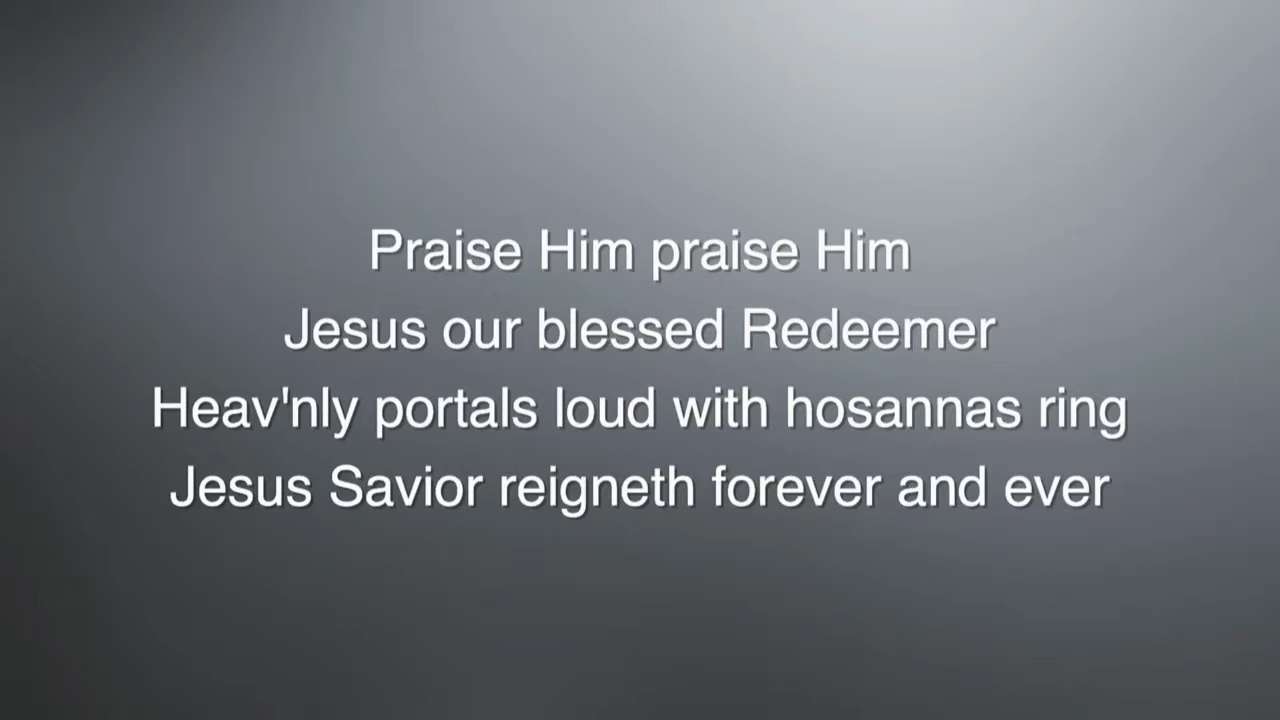 Praise Him praise Him
Jesus our blessed Redeemer
Heav'nly portals loud with hosannas ring
Jesus Savior reigneth forever and ever